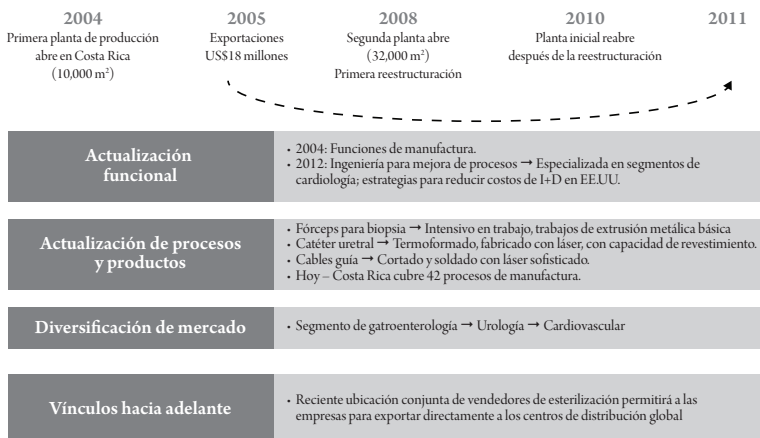 2004
Primera planta de producción
abre en Costa Rica
(10,000 m²)
2005
Exportaciones
US$18 millones
2008
Segunda planta abre
(32,000 m²)
Primera reestructuración
2010
Planta inicial reabre
después de la reestructuración
2011
Actualización
funcional
• 2004: Funciones de manufactura.
• 2012: Ingeniería para mejora de procesos → Especializada en segmentos de
cardiología; estrategias para reducir costos de I+D en EE.UU.
Actualización de procesos
y productos
• Fórceps para biopsia → Intensivo en trabajo, trabajos de extrusión metálica básica
• Catéter uretral → Termoformado, fabricado con láser, con capacidad de revestimiento.
• Cables guía → Cortado y soldado con láser sofisticado.
• Hoy – Costa Rica cubre 42 procesos de manufactura.
Diversificación de mercado
• Segmento de gatroenterología → Urología → Cardiovascular
Vínculos hacia adelante
• Reciente ubicación conjunta de vendedores de esterilización permitirá a las
empresas para exportar directamente a los centros de distribución global